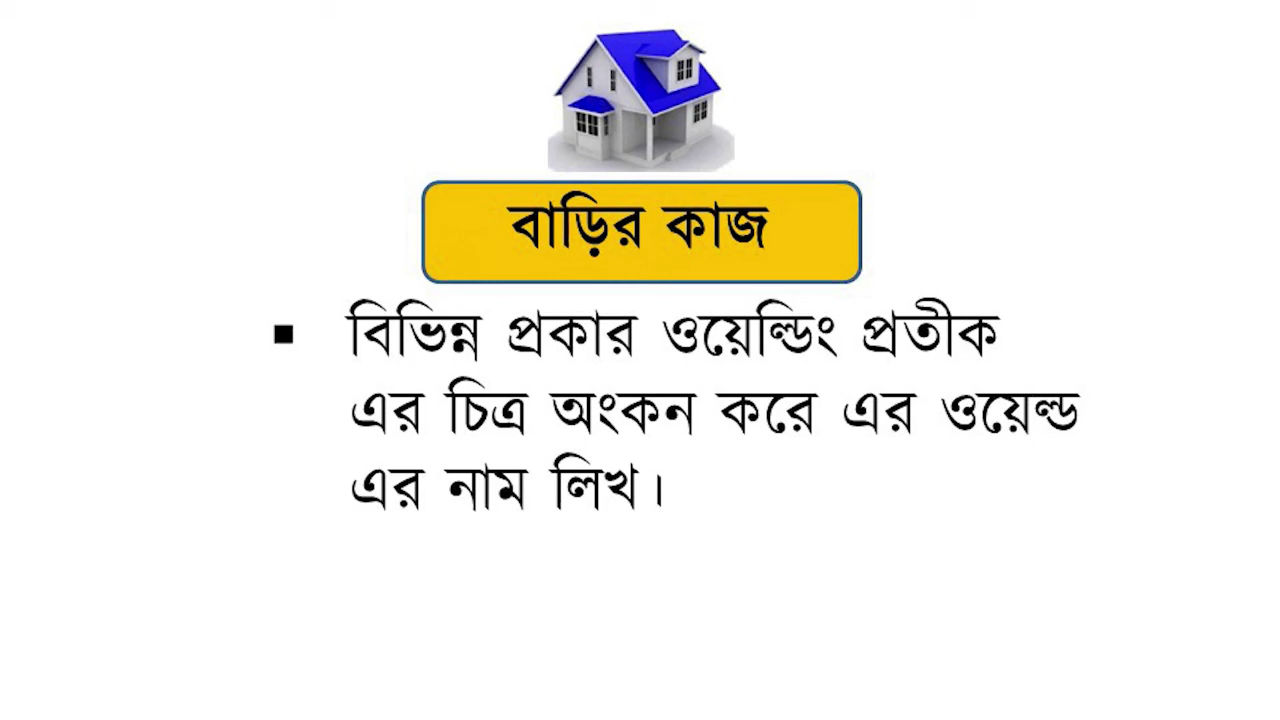 বাড়ির কাজ
▪ বিভিন্ন প্রকার ওয়েল্ডিং প্রতীক
এর চিত্র অংকন করে এর ওয়েল্ড
এর নাম লিখ।